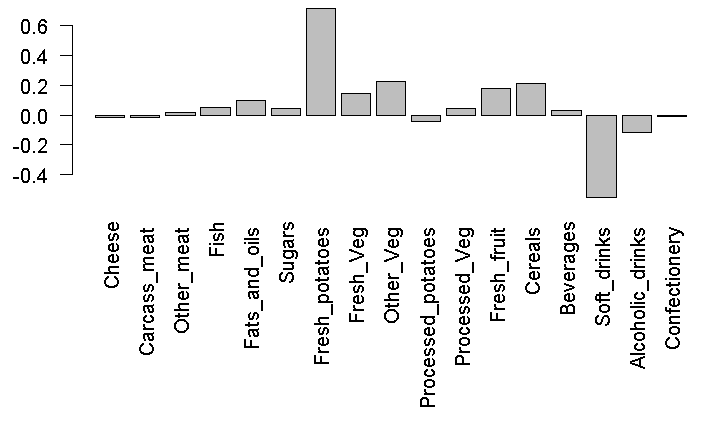 0.6
0.4
0.2
0.0
-0.2
-0.4
Cheese
Carcass_meat
Other_meat
Fish
Fats_and_oils
Sugars
Fresh_potatoes
Fresh_Veg
Other_Veg
Processed_potatoes
Processed_Veg
Fresh_fruit
Cereals
Beverages
Soft_drinks
Alcoholic_drinks
Confectionery